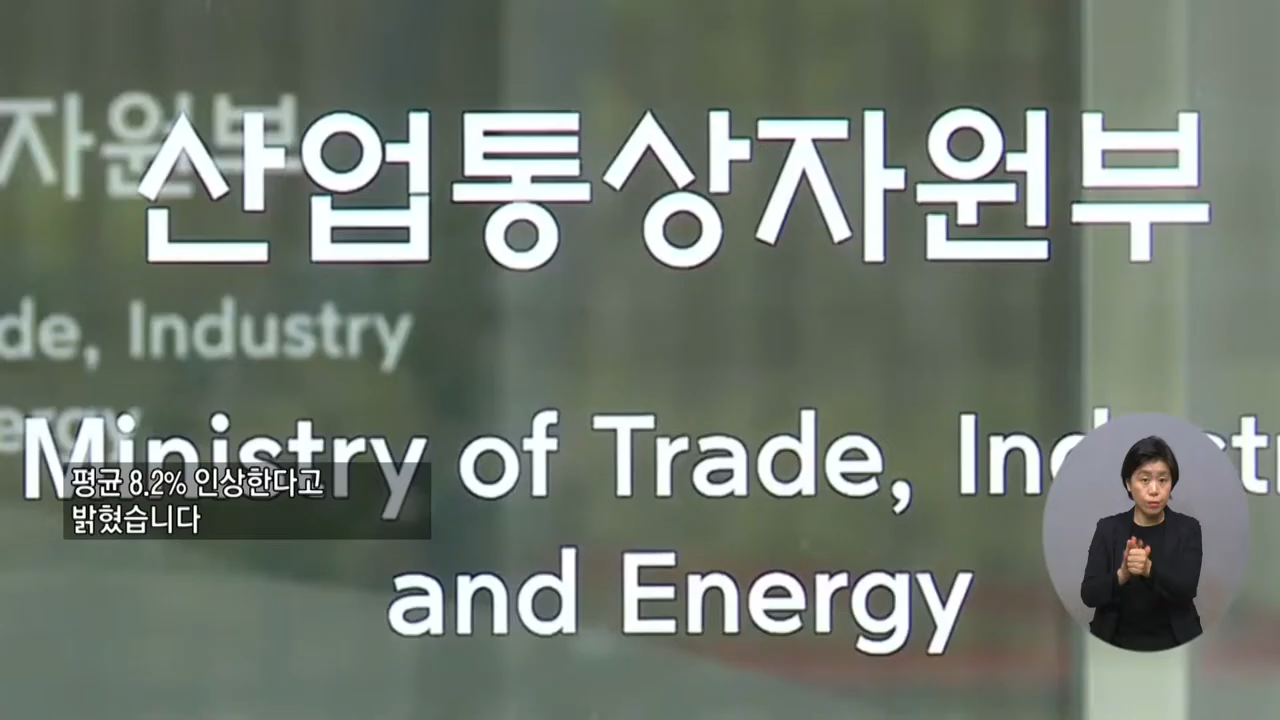 자원부
산업통상자원부
de, Industry
ergy
Ministry of Trade, Ind
and Energy
평균 8.2% 인상한다고
밝혔습니다